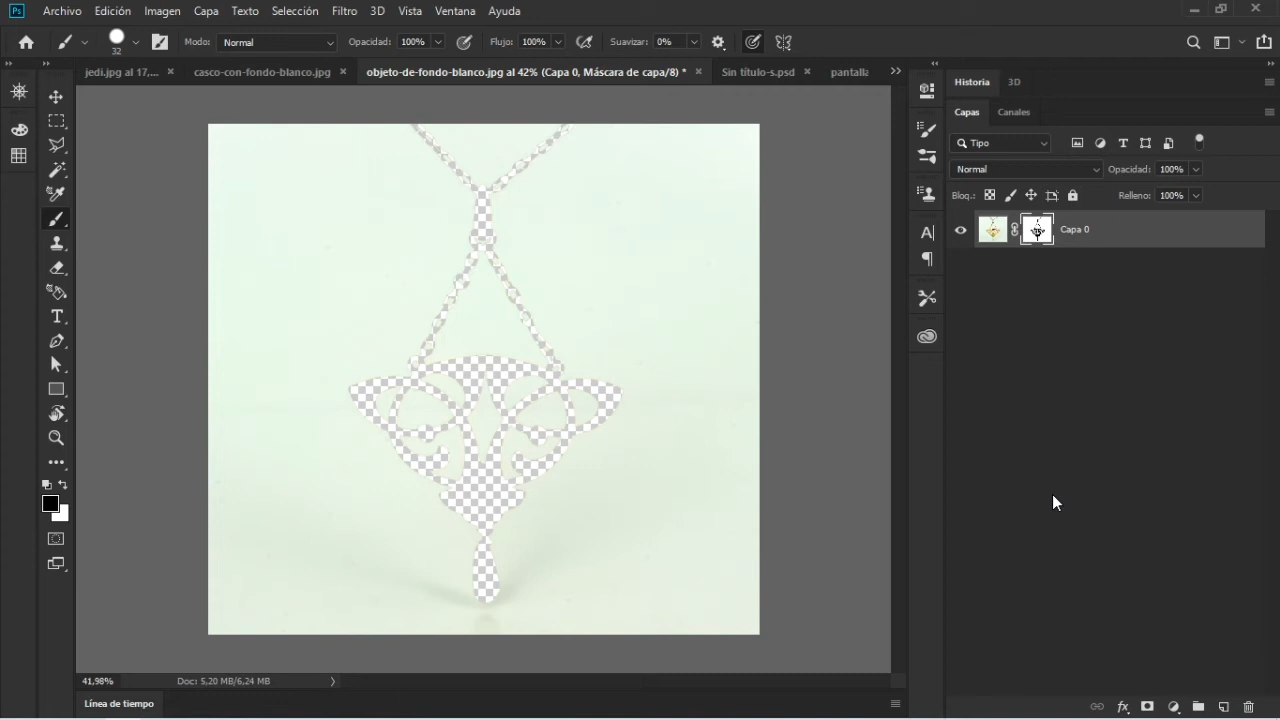 Ps Archivo Edición Imagen Capa Texto Selección Filtro 3D Vista Ventana Ayuda
32 Modo: Normal Opacidad: 100% Flujo: 100% Suavizar: 0%
jedi.jpg al 17,... × casco-con-fondo-blanco.jpg × objeto-de-fondo-blanco.jpg al 42% (Capa 0, Máscara de capa/8) * × Sin título-s.psd × pantalla
Historia 3D
Capas Canales
Tipo
Normal Opacidad: 100%
Bloq.: Relleno: 100%
Capa 0
41,98% Doc: 5,20 MB/6,24 MB
Línea de tiempo